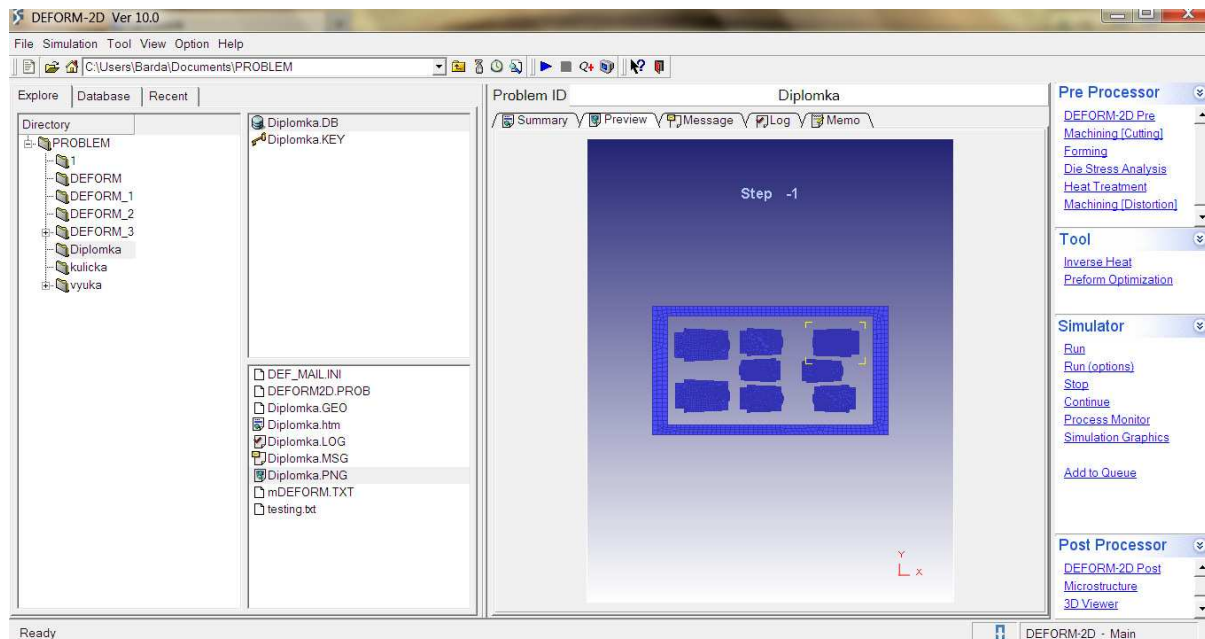 DEFORM-2D Ver 10.0
File Simulation Tool View Option Help
C:\Users\Barda\Documents\PROBLEM
Explore Database Recent
Directory
PROBLEM
1
DEFORM
DEFORM_1
DEFORM_2
DEFORM_3
Diplomka
kulicka
vyuka
Diplomka.DB
Diplomka.KEY
DEF_MAIL.INI
DEFORM2D.PROB
Diplomka.GEO
Diplomka.htm
Diplomka.LOG
Diplomka.MSG
Diplomka.PNG
mDEFORM.TXT
testing.txt
Problem ID Diplomka
Summary Preview Message Log Memo
Step -1
Y
X
Pre Processor
DEFORM-2D Pre
Machining [Cutting]
Forming
Die Stress Analysis
Heat Treatment
Machining [Distortion]
Tool
Inverse Heat
Preform Optimization
Simulator
Run
Run (options)
Stop
Continue
Process Monitor
Simulation Graphics
Add to Queue
Post Processor
DEFORM-2D Post
Microstructure
3D Viewer
Ready
DEFORM-2D - Main